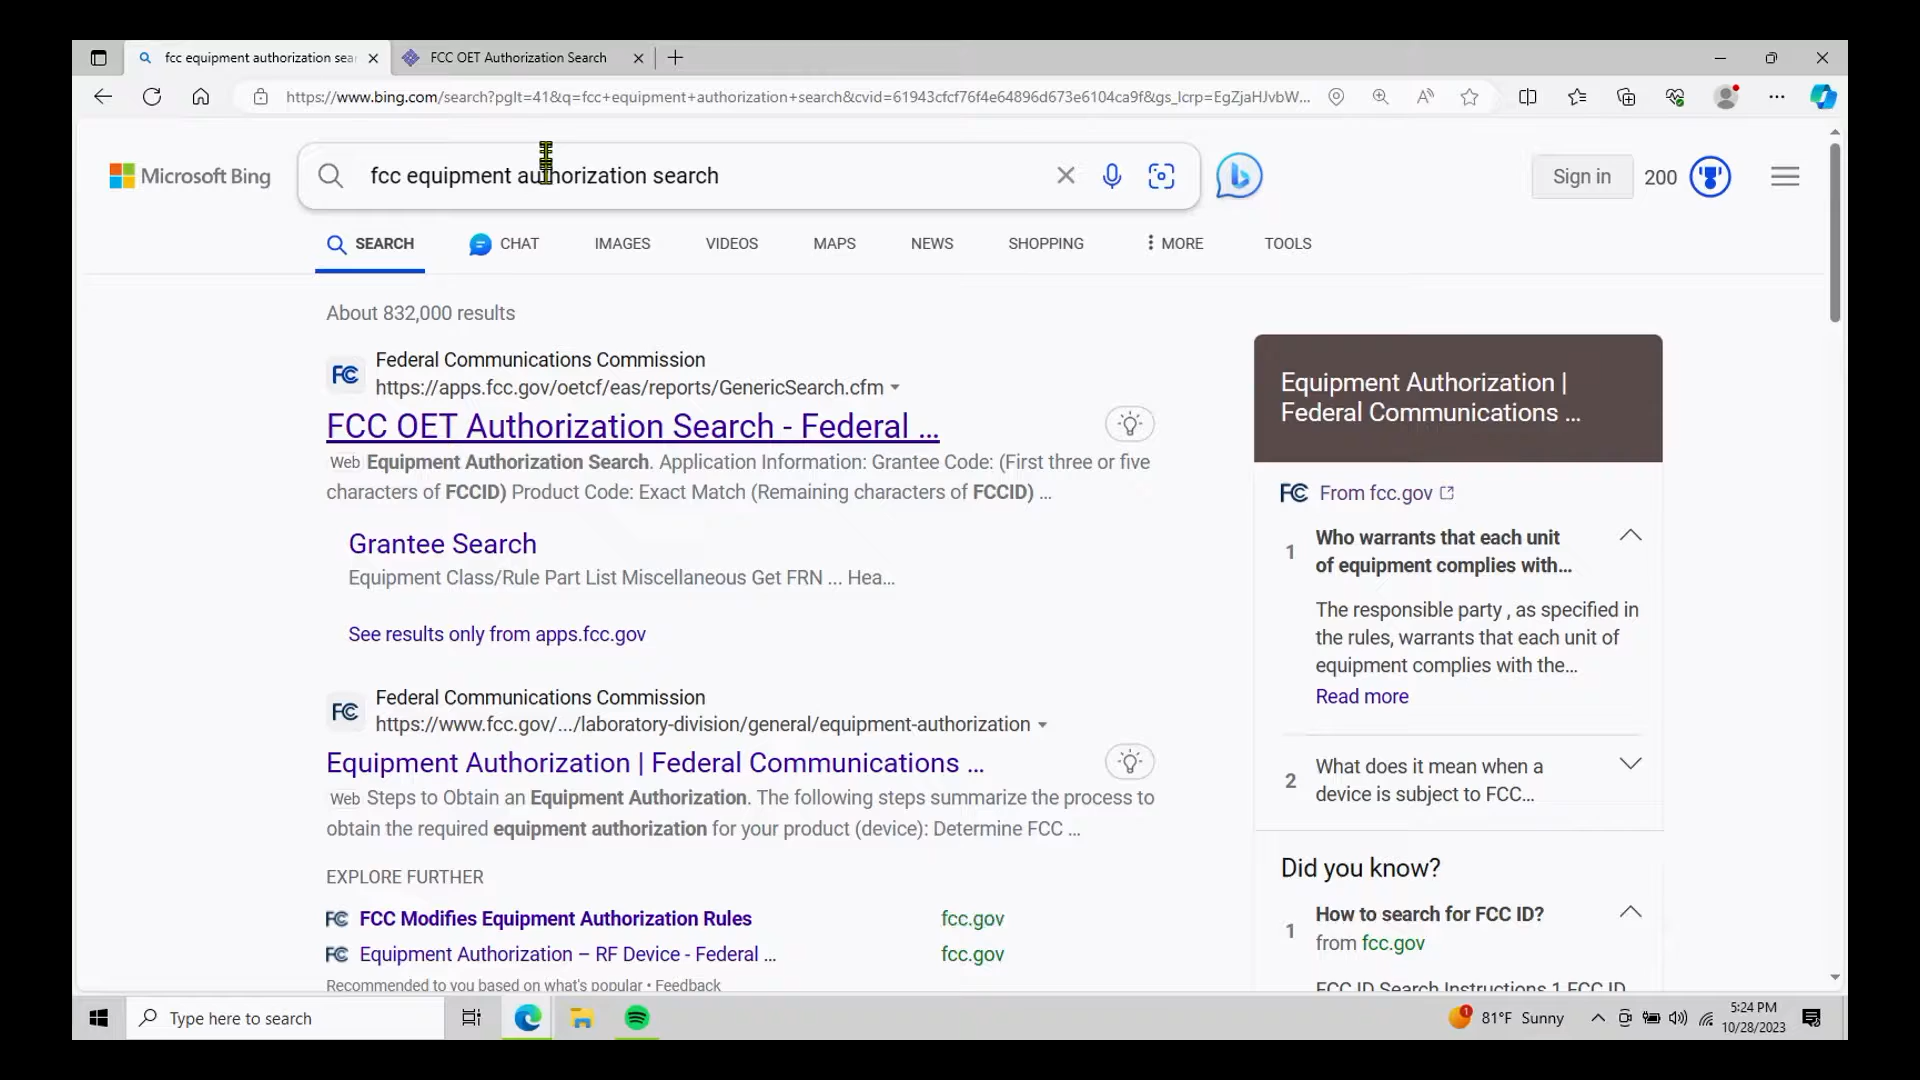 fcc equipment authorization sear
FCC OET Authorization Search
https://www.bing.com/search?pglt=41&q=fcc+equipment+authorization+search&cvid=61943cfcf76f4e64896d673e6104ca9f&gs_lcrp=EgZjaHJvbW...
Microsoft Bing
fcc equipment authorization search
Sign in
200
SEARCH
CHAT
IMAGES
VIDEOS
MAPS
NEWS
SHOPPING
MORE
TOOLS
About 832,000 results
Federal Communications Commission
https://apps.fcc.gov/oetcf/eas/reports/GenericSearch.cfm
FCC OET Authorization Search - Federal ...
Web Equipment Authorization Search. Application Information: Grantee Code: (First three or five
characters of FCCID) Product Code: Exact Match (Remaining characters of FCCID) ...
Grantee Search
Equipment Class/Rule Part List Miscellaneous Get FRN ... Hea...
See results only from apps.fcc.gov
Federal Communications Commission
https://www.fcc.gov/.../laboratory-division/general/equipment-authorization
Equipment Authorization | Federal Communications ...
Web Steps to Obtain an Equipment Authorization. The following steps summarize the process to
obtain the required equipment authorization for your product (device): Determine FCC ...
EXPLORE FURTHER
FCC Modifies Equipment Authorization Rules
fcc.gov
Equipment Authorization – RF Device - Federal ...
fcc.gov
Recommended to you based on what's popular • Feedback
Equipment Authorization |
Federal Communications ...
From fcc.gov
1
Who warrants that each unit
of equipment complies with...
The responsible party , as specified in
the rules, warrants that each unit of
equipment complies with the...
Read more
2
What does it mean when a
device is subject to FCC...
Did you know?
1
How to search for FCC ID?
from fcc.gov
FCC ID Search Instructions 1 FCC ID
Type here to search
1
81°F Sunny
5:24 PM
10/28/2023